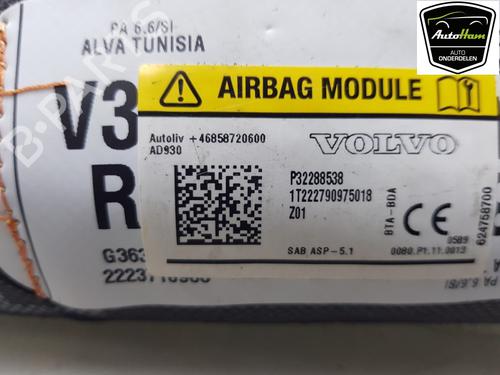 PA 6.6/SI
ALVA TUNISIA
V3
R
AutoHam
AUTO
ONDERDELEN
AIRBAG MODULE
Autoliv +46858720600
AD930
VOLVO
P32288538
1T222790975018
Z01
BTA-BDA
CE
0589
SAB ASP-5.1
0080.P1.11.0013
624758700
B-PARTS